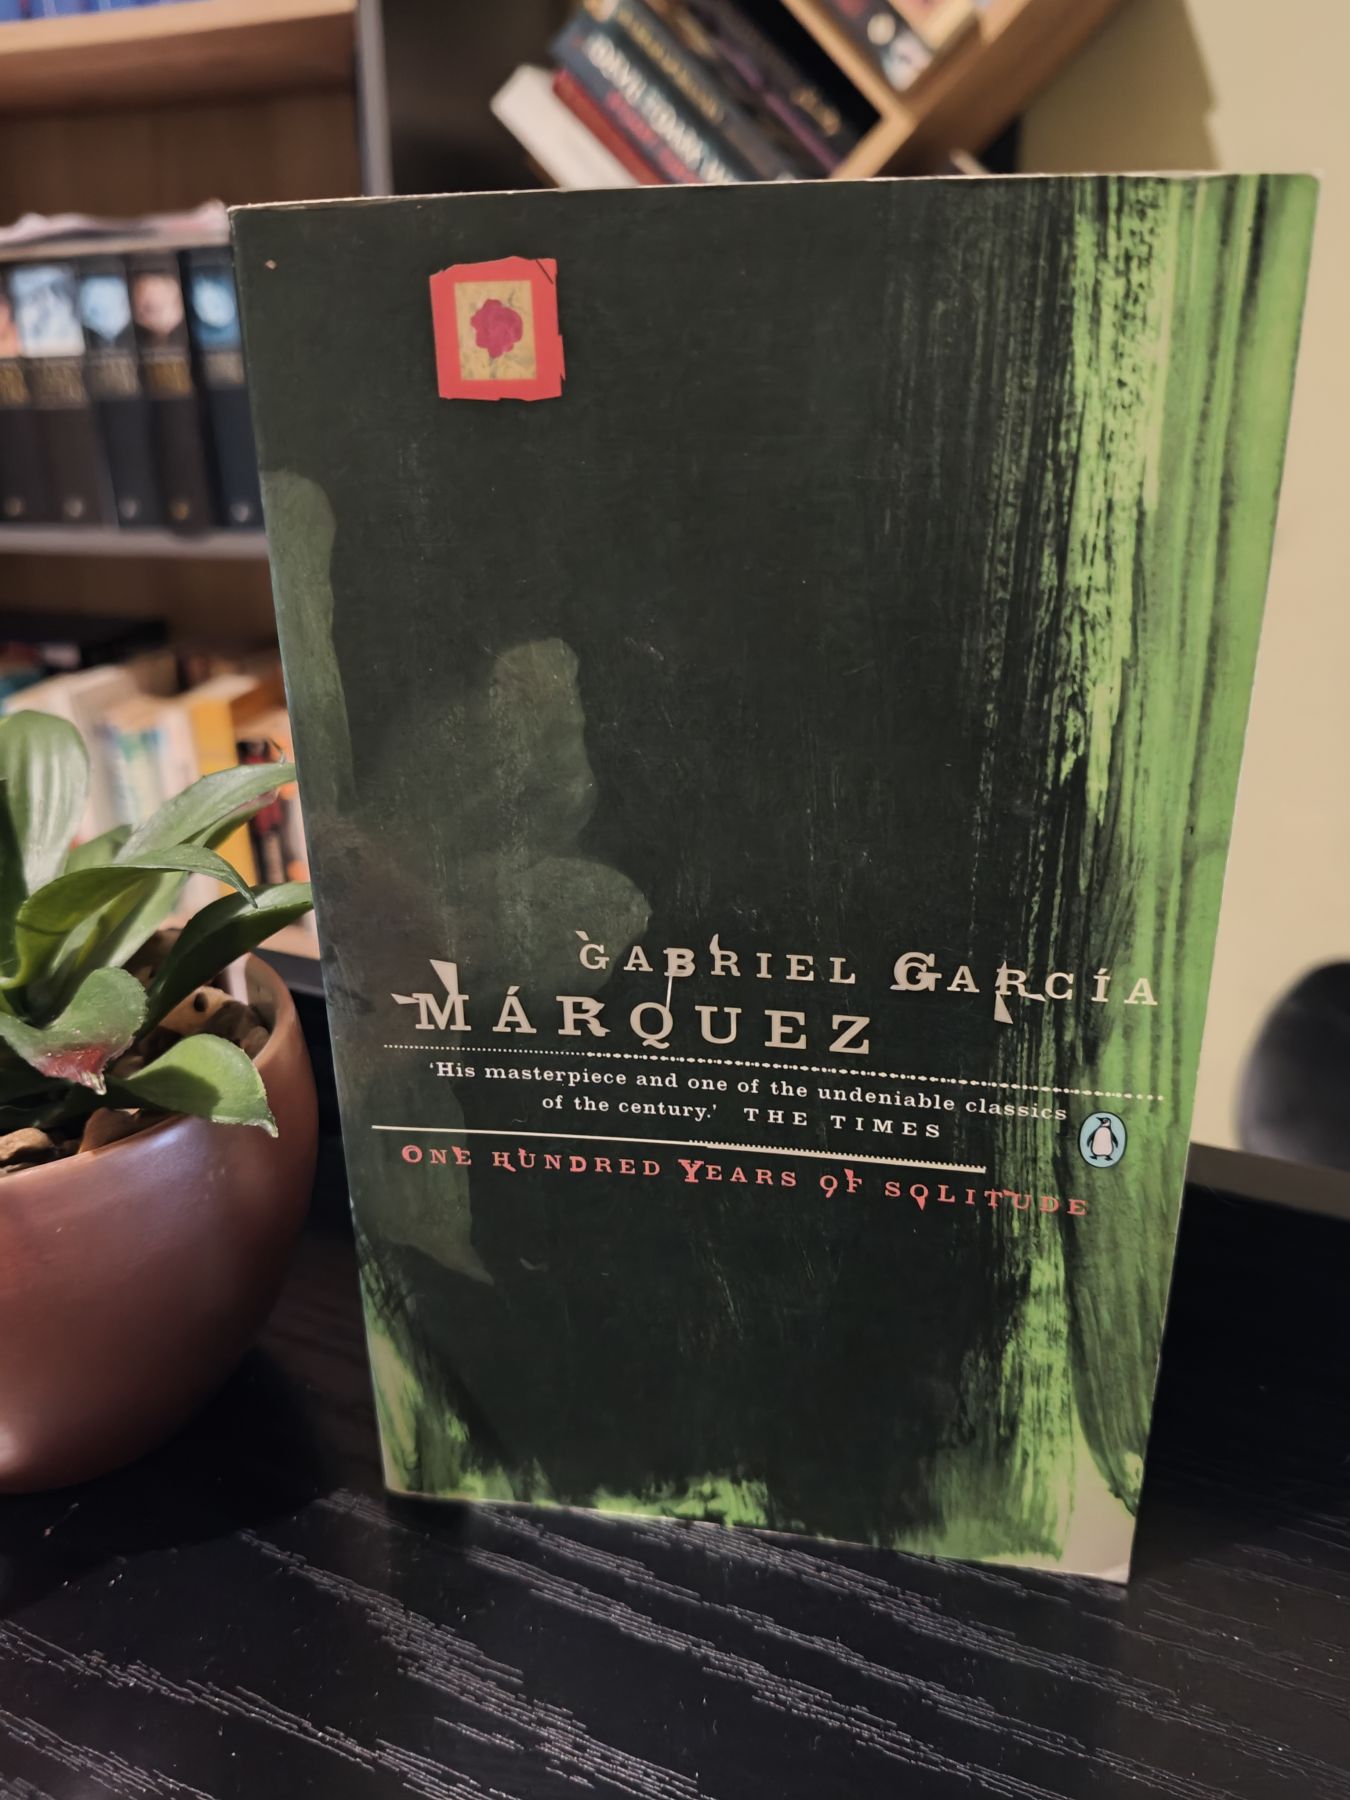 GABRIEL GARCÍA
MÁRQUEZ
'His masterpiece and one of the undeniable classics
of the century.' THE TIMES
ONE HUNDRED YEARS OF SOLITUDE